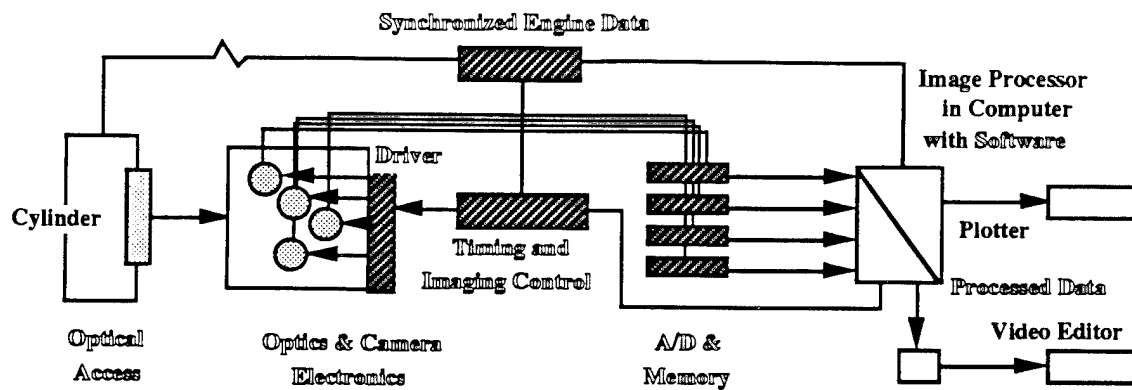 Synchronized Engine Data
Image Processor
in Computer
with Software
Driver
Cylinder
Plotter
Timing and
Imaging Control
Processed Data
Video Editor
Optical
Access
Optics & Camera
Electronics
A/D &
Memory